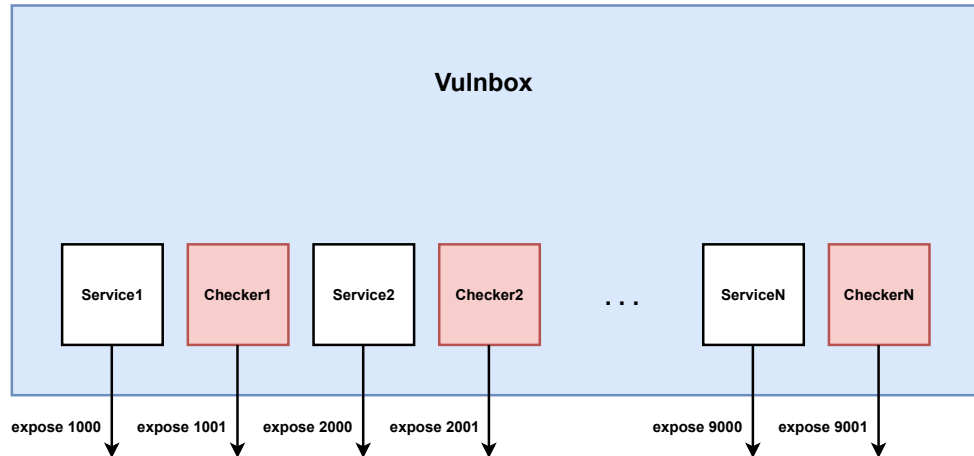 Vulnbox
Service1
Checker1
Service2
Checker2
. . .
ServiceN
CheckerN
expose 1000
expose 1001
expose 2000
expose 2001
expose 9000
expose 9001